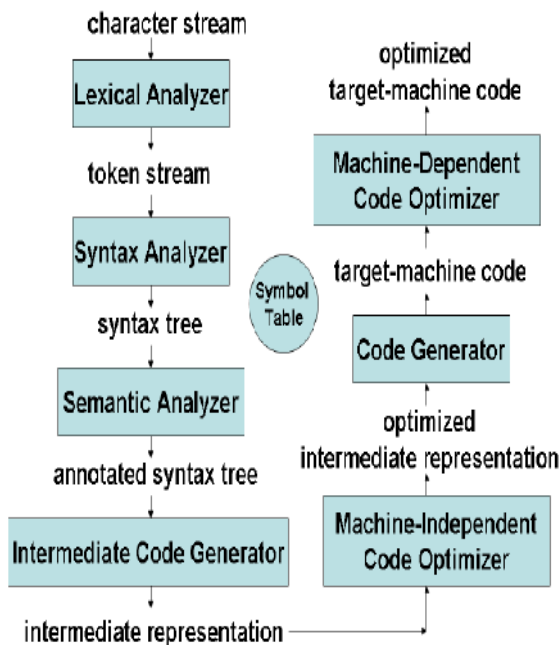 character stream
Lexical Analyzer
token stream
Syntax Analyzer
syntax tree
Semantic Analyzer
annotated syntax tree
Intermediate Code Generator
intermediate representation
Symbol
Table
optimized
target-machine code
Machine-Dependent
Code Optimizer
target-machine code
Code Generator
optimized
intermediate representation
Machine-Independent
Code Optimizer